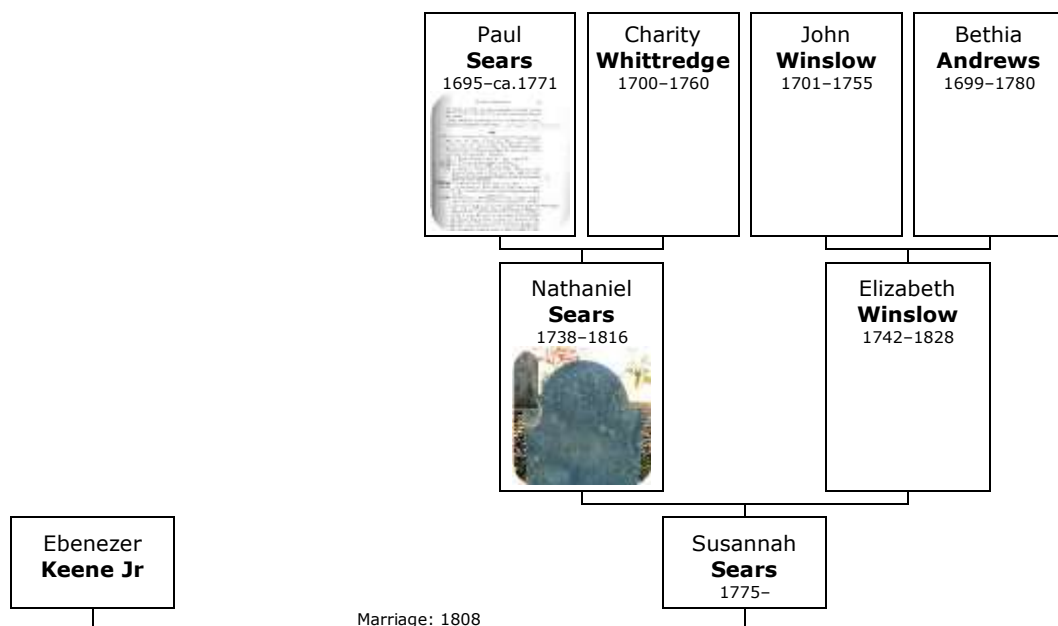 Paul
Sears
1695–ca.1771
Charity
Whittredge
1700–1760
John
Winslow
1701–1755
Bethia
Andrews
1699–1780
Nathaniel
Sears
1738–1816
Elizabeth
Winslow
1742–1828
Ebenezer
Keene Jr
Susannah
Sears
1775–
Marriage: 1808